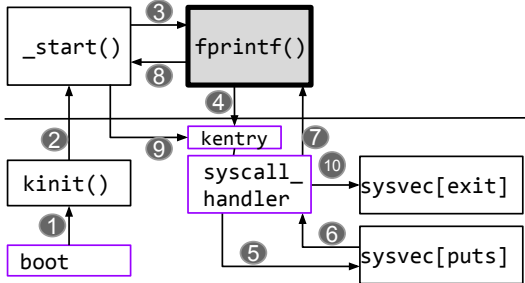 3
_start()
fprintf()
8
4
2
9
kentry
7
10
kinit()
syscall_
handler
sysvec[exit]
1
6
5
boot
sysvec[puts]